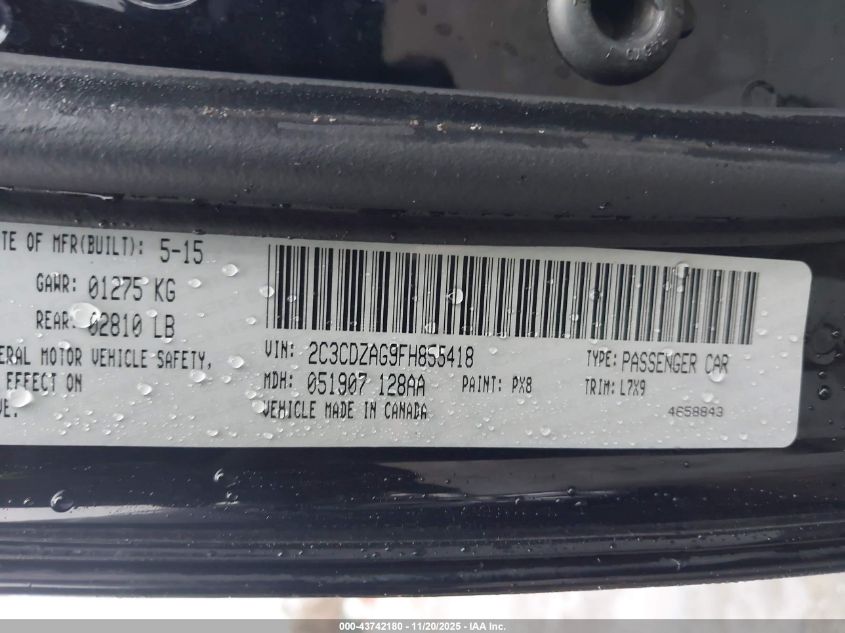 TE OF MFR(BUILT): 5-15
GAWR: 01275 KG
REAR: 02810 LB
ERAL MOTOR VEHICLE SAFETY,
EFFECT ON
VE.
VIN: 2C3CDZAG9FH855418
TYPE: PASSENGER CAR
MDH: 051907 128AA
PAINT: PX8
TRIM: L7X9
VEHICLE MADE IN CANADA
4658843
000-43742180 - 11/20/2025 - IAA Inc.